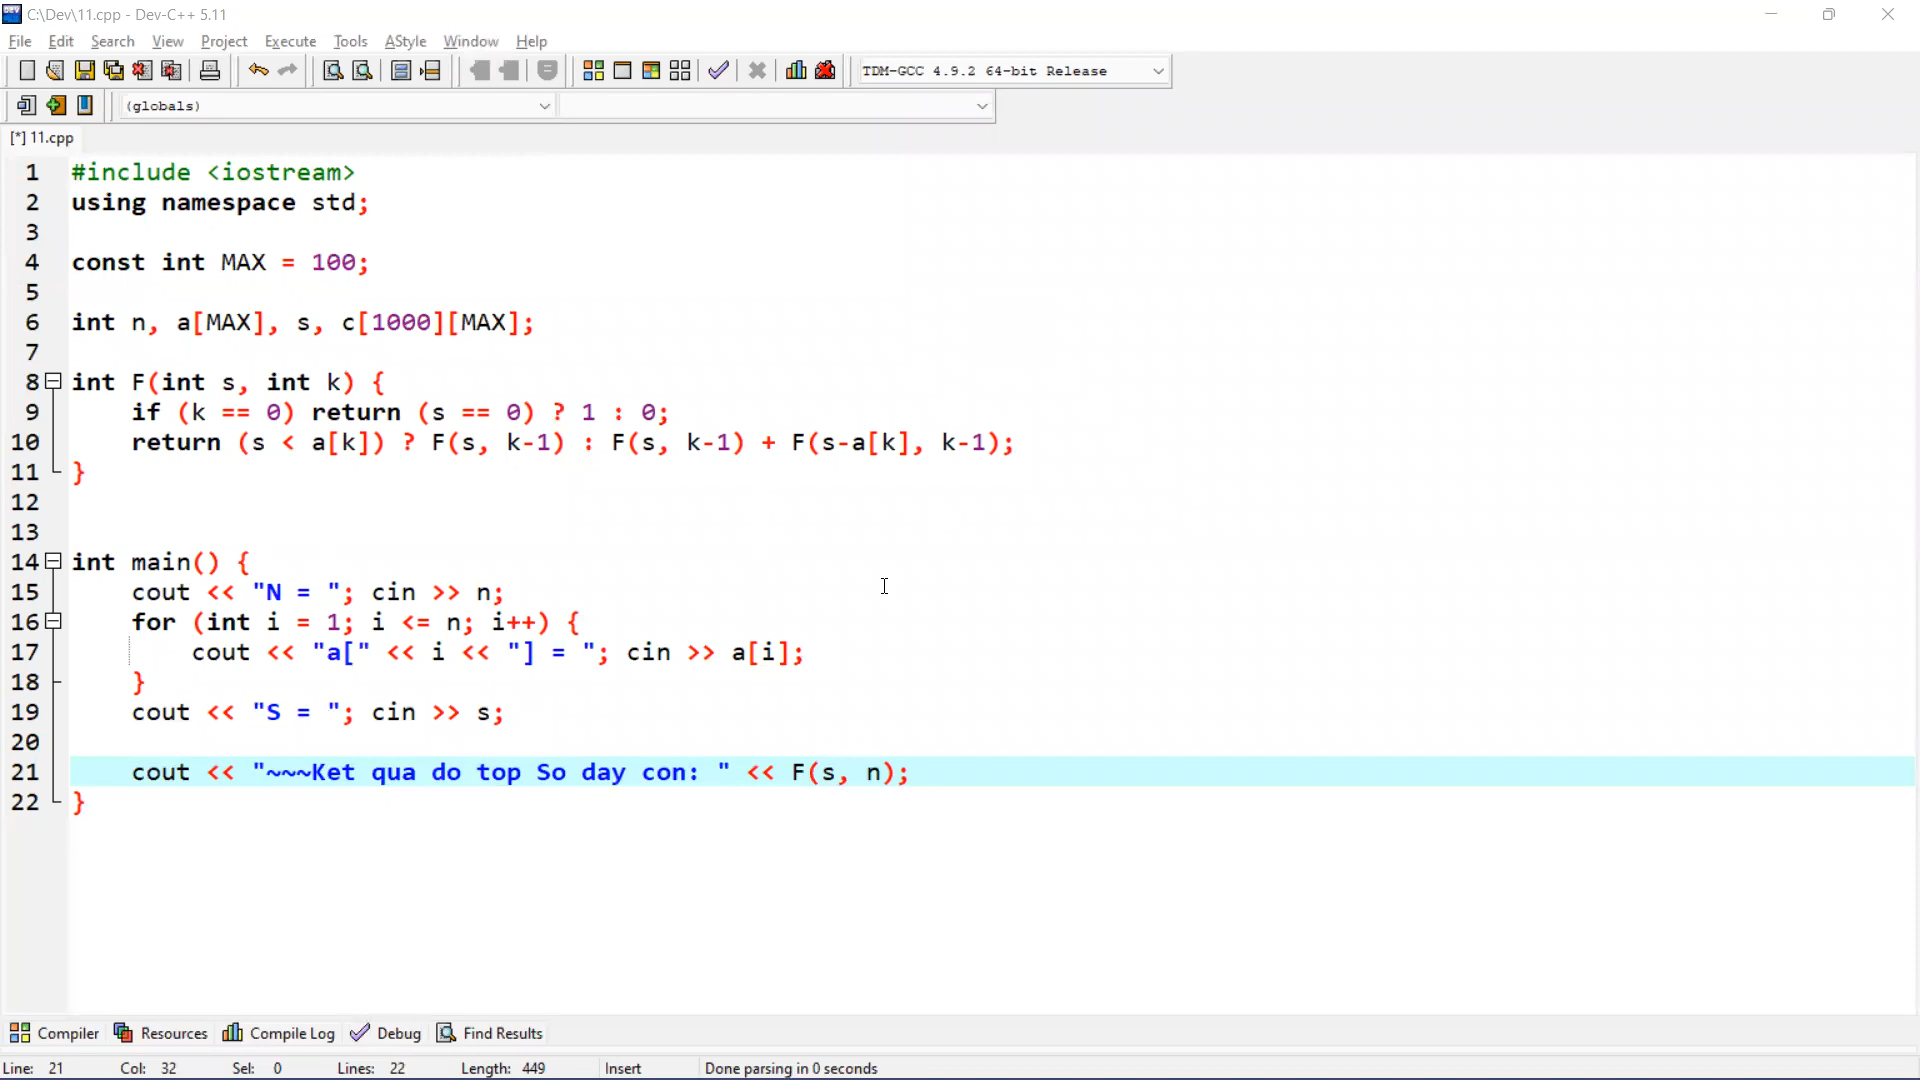 C:\Dev\11.cpp - Dev-C++ 5.11
File Edit Search View Project Execute Tools AStyle Window Help
TDM-GCC 4.9.2 64-bit Release
(globals)
[*] 11.cpp
1 #include <iostream>
2 using namespace std;
3
4 const int MAX = 100;
5
6 int n, a[MAX], s, c[1000][MAX];
7
8 int F(int s, int k) {
9 if (k == 0) return (s == 0) ? 1 : 0;
10 return (s < a[k]) ? F(s, k-1) : F(s, k-1) + F(s-a[k], k-1);
11 }
12
13
14 int main() {
15 cout << "N = "; cin >> n;
16 for (int i = 1; i <= n; i++) {
17 cout << "a[" << i << "] = "; cin >> a[i];
18 }
19 cout << "S = "; cin >> s;
20
21 cout << "~~~Ket qua do top So day con: " << F(s, n);
22 }
Compiler Resources Compile Log Debug Find Results
Line: 21 Col: 32 Sel: 0 Lines: 22 Length: 449 Insert Done parsing in 0 seconds